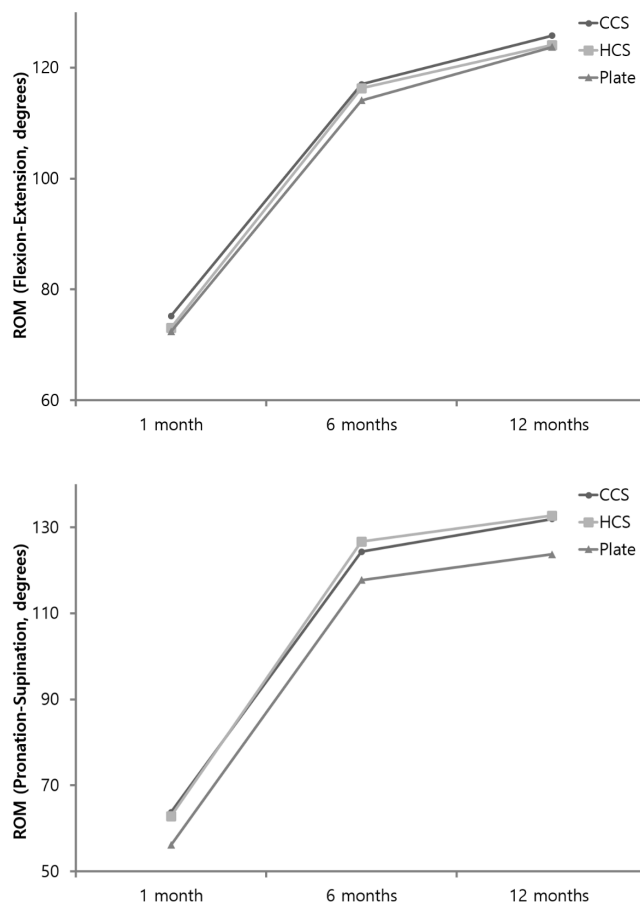 CCS
HCS
Plate
120
100
80
60
ROM (Flexion-Extension, degrees)
1 month
6 months
12 months
CCS
HCS
Plate
130
110
90
70
50
ROM (Pronation-Supination, degrees)
1 month
6 months
12 months